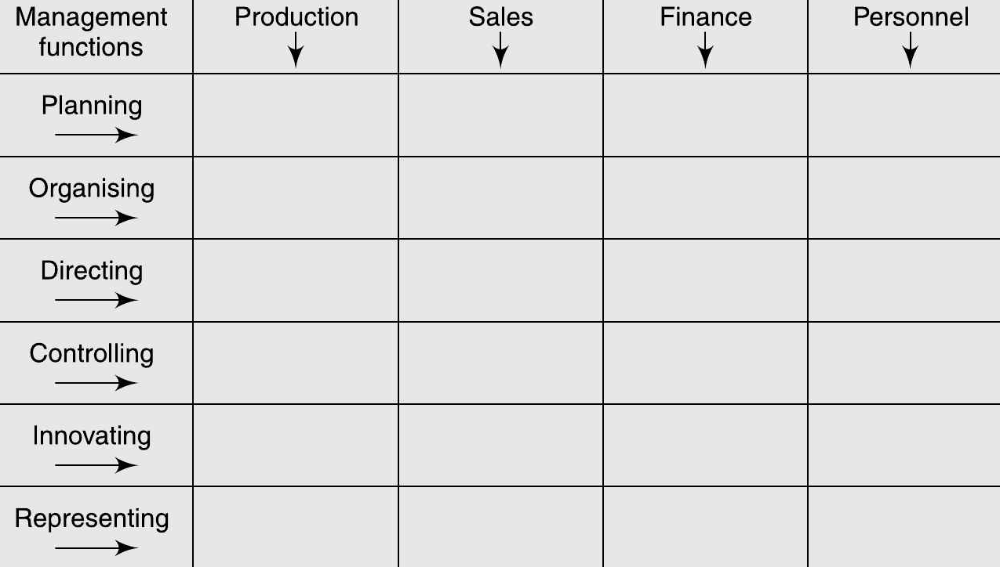 Management functions Production Sales Finance Personnel
Planning
Organising
Directing
Controlling
Innovating
Representing